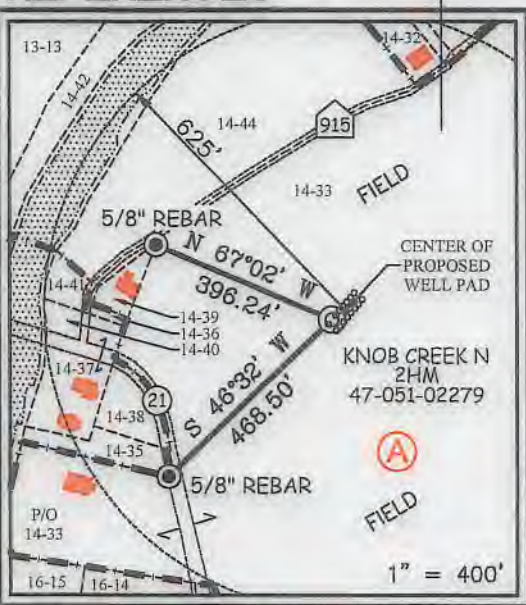 13-13
14-32
14-42
14-44
915
625'
14-33
FIELD
5/8" REBAR
N 67°02' W
396.24'
CENTER OF
PROPOSED
WELL PAD
14-41
14-39
14-36
14-40
KNOB CREEK N
2HM
47-051-02279
14-37
S 46°32' W
468.50'
21
14-38
A
14-35
5/8" REBAR
FIELD
P/O
14-33
16-15
16-14
1" = 400'